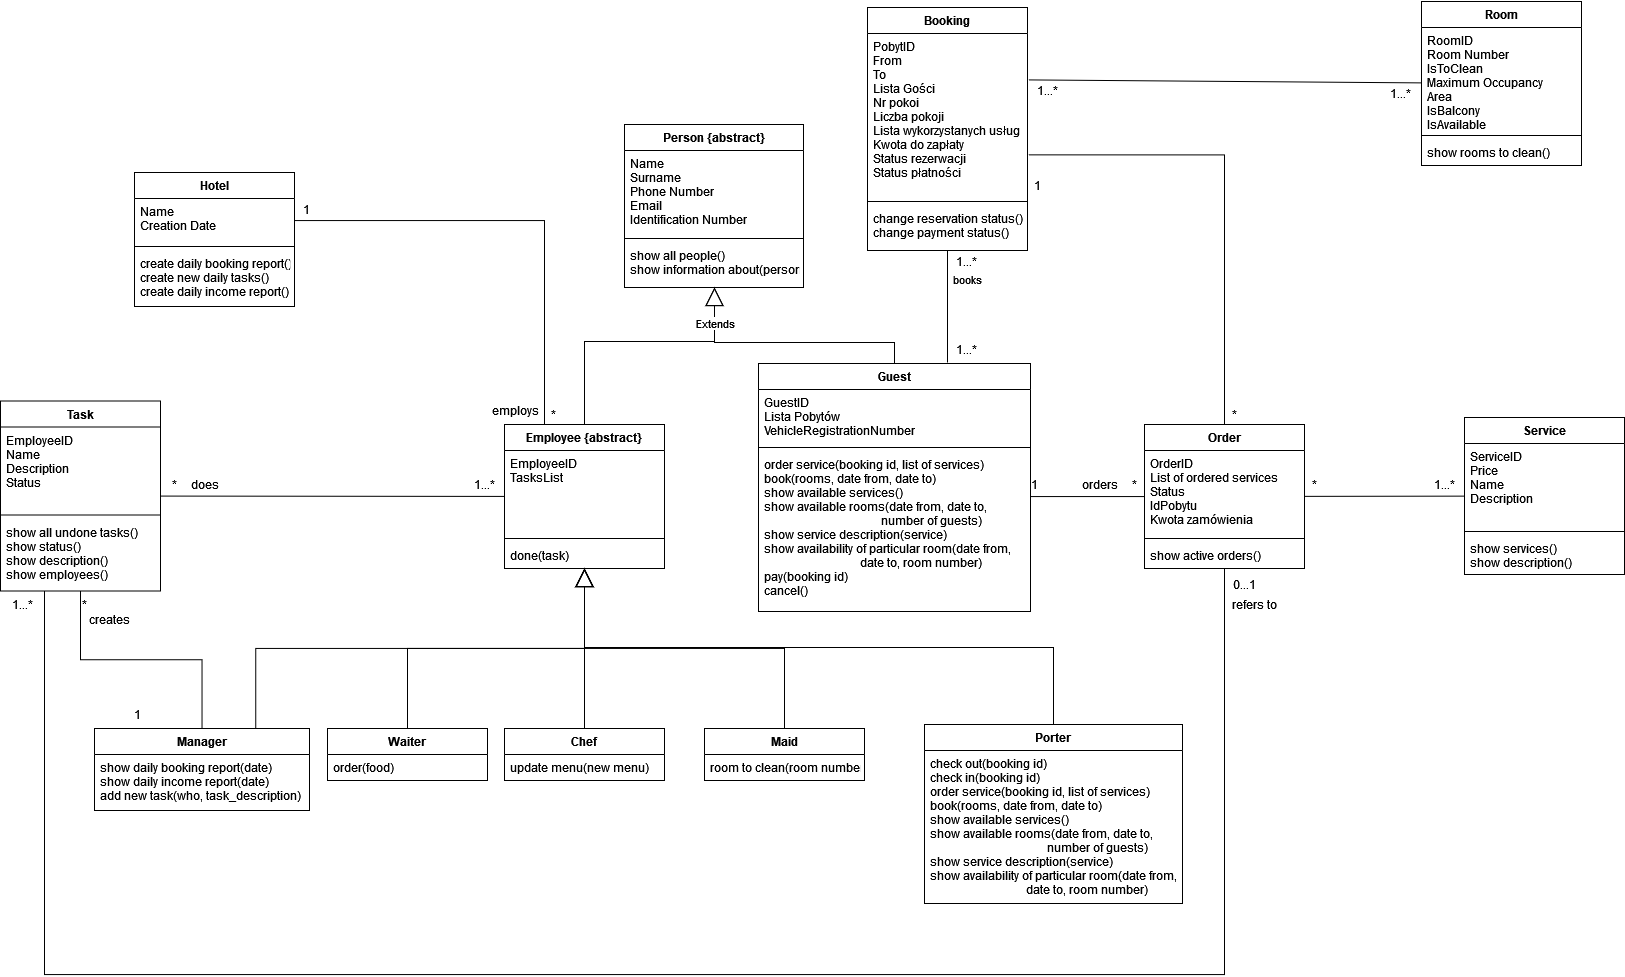 Booking
PobytID
From
To
Lista Gości
Nr pokoi
Liczba pokoji
Lista wykorzystanych usług
Kwota do zapłaty
Status rezerwacji
Status płatności
change reservation status()
change payment status()
1...*
1
1...*
books
1...*
1...*
Room
RoomID
Room Number
IsToClean
Maximum Occupancy
Area
IsBalcony
IsAvailable
show rooms to clean()
Person {abstract}
Name
Surname
Phone Number
Email
Identification Number
show all people()
show information about(person
Extends
Hotel
Name
Creation Date
create daily booking report()
create new daily tasks()
create daily income report()
1
employs
*
Task
EmployeeID
Name
Description
Status
show all undone tasks()
show status()
show description()
show employees()
*
does
1...*
Employee {abstract}
EmployeeID
TasksList
done(task)
Guest
GuestID
Lista Pobytów
VehicleRegistrationNumber
order service(booking id, list of services)
book(rooms, date from, date to)
show available services()
show available rooms(date from, date to,
number of guests)
show service description(service)
show availability of particular room(date from,
date to, room number)
pay(booking id)
cancel()
1
orders
*
*
Order
OrderID
List of ordered services
Status
IdPobytu
Kwota zamówienia
show active orders()
*
1...*
Service
ServiceID
Price
Name
Description
show services()
show description()
0...1
refers to
1...*
*
creates
1
Manager
show daily booking report(date)
show daily income report(date)
add new task(who, task_description)
Waiter
order(food)
Chef
update menu(new menu)
Maid
room to clean(room numbe
Porter
check out(booking id)
check in(booking id)
order service(booking id, list of services)
book(rooms, date from, date to)
show available services()
show available rooms(date from, date to,
number of guests)
show service description(service)
show availability of particular room(date from,
date to, room number)